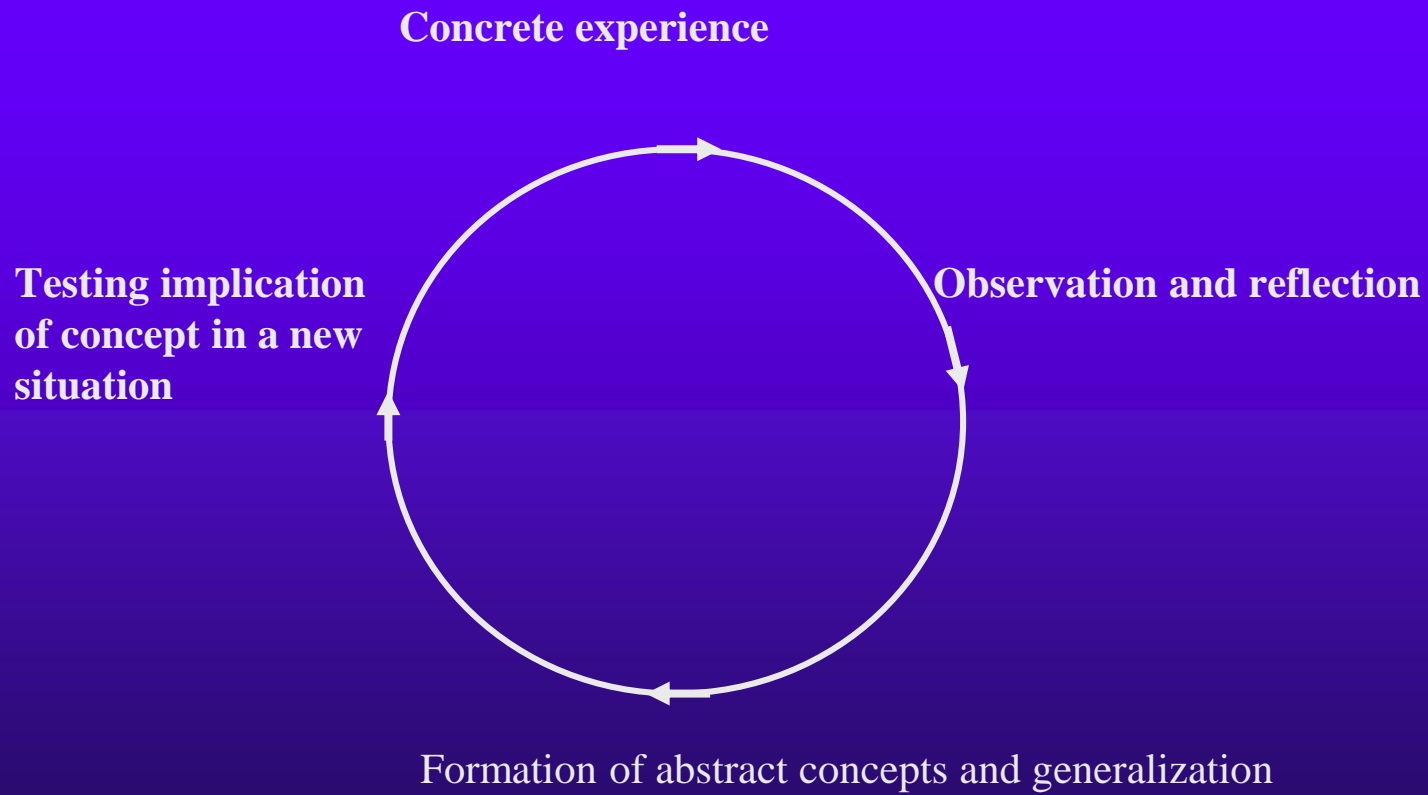 Concrete experience
Testing implication
of concept in a new
situation
Observation and reflection
Formation of abstract concepts and generalization